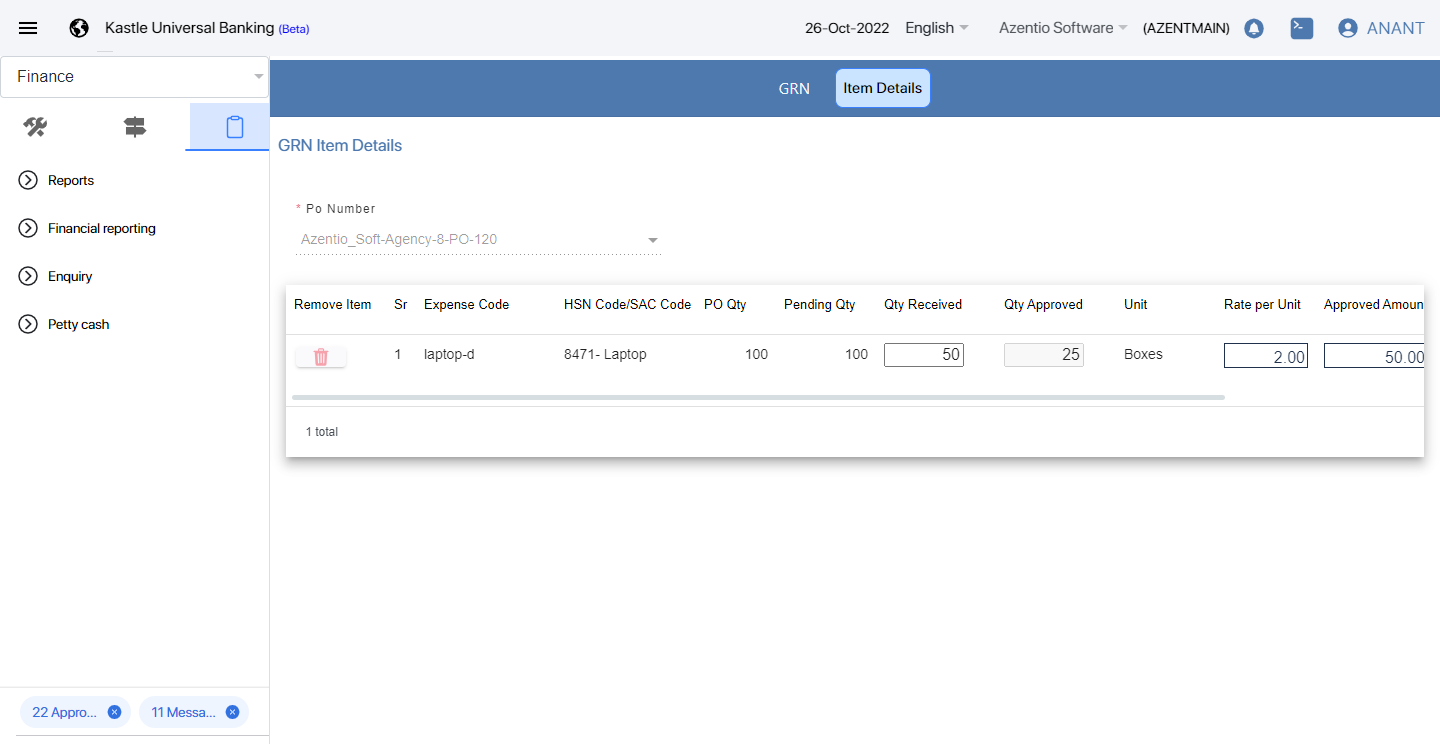 Kastle Universal Banking (Beta) 26-Oct-2022 English Azentio Software (AZENTMAIN) ANANT
Finance
GRN Item Details
GRN Item Details
Reports
Financial reporting
Enquiry
Petty cash
* Po Number
Azentio_Soft-Agency-8-PO-120
Remove Item Sr Expense Code HSN Code/SAC Code PO Qty Pending Qty Qty Received Qty Approved Unit Rate per Unit Approved Amoun
1 laptop-d 8471- Laptop 100 100 50 25 Boxes 2.00 50.00
1 total
22 Appro... 11 Messa...